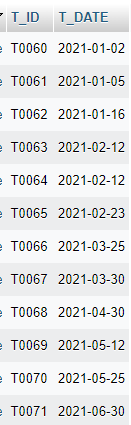 T_ID T_DATE
e T0060 2021-01-02
e T0061 2021-01-05
e T0062 2021-01-16
e T0063 2021-02-12
e T0064 2021-02-12
e T0065 2021-02-23
e T0066 2021-03-25
e T0067 2021-03-30
e T0068 2021-04-30
e T0069 2021-05-12
e T0070 2021-05-25
e T0071 2021-06-30